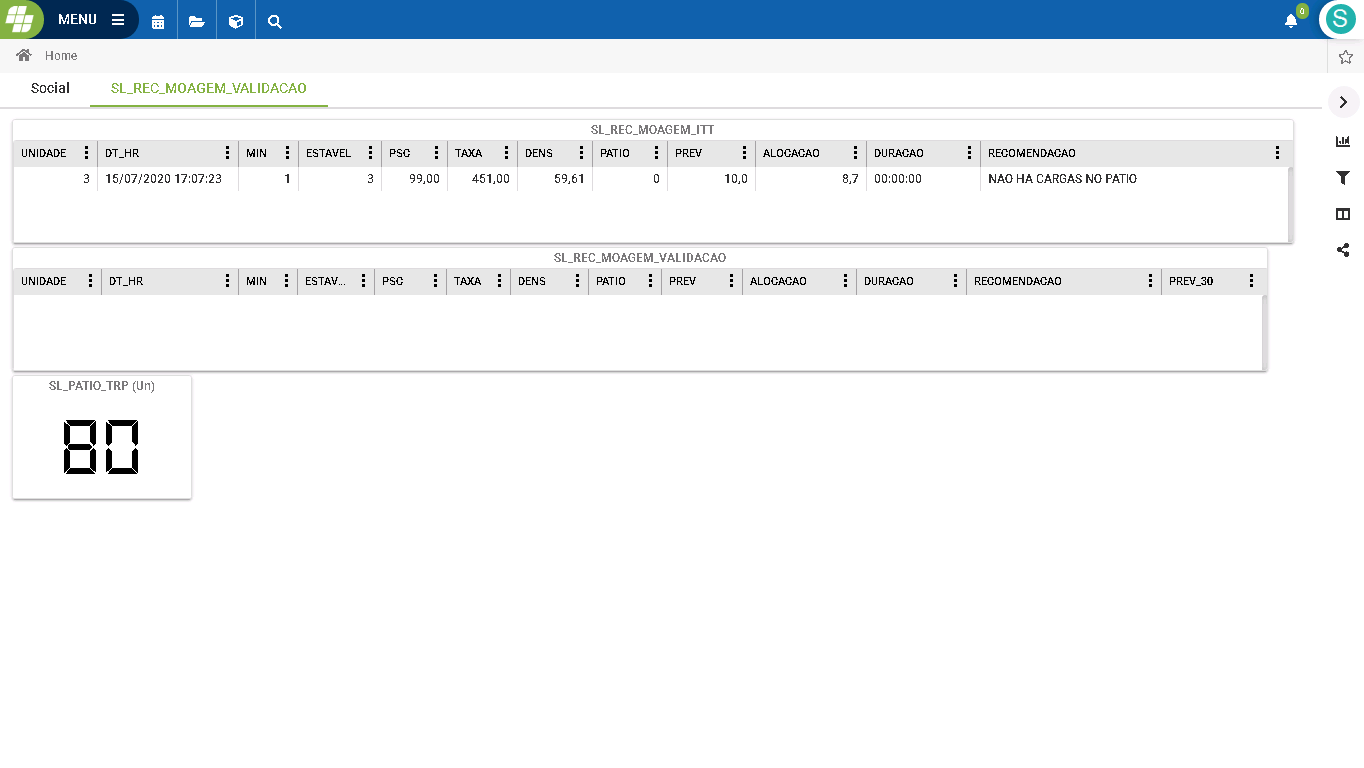 MENU
0
S
Home
Social SL_REC_MOAGEM_VALIDACAO
SL_REC_MOAGEM_ITT
UNIDADE DT_HR MIN ESTAVEL PSC TAXA DENS PATIO PREV ALOCACAO DURACAO RECOMENDACAO
3 15/07/2020 17:07:23 1 3 99,00 451,00 59,61 0 10,0 8,7 00:00:00 NAO HA CARGAS NO PATIO
SL_REC_MOAGEM_VALIDACAO
UNIDADE DT_HR MIN ESTAV... PSC TAXA DENS PATIO PREV ALOCACAO DURACAO RECOMENDACAO PREV_30
SL_PATIO_TRP (Un)
80